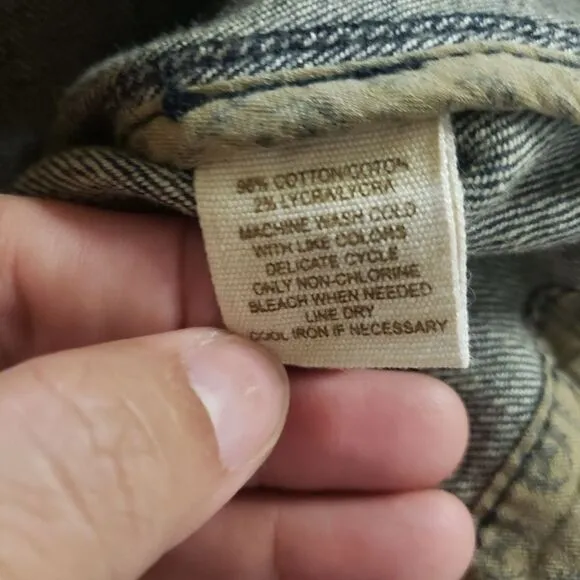 98% COTTON/COTON
2% LYCRA/LYCRA
MACHINE WASH COLD
WITH LIKE COLORS
DELICATE CYCLE
ONLY NON-CHLORINE
BLEACH WHEN NEEDED
LINE DRY
COOL IRON IF NECESSARY